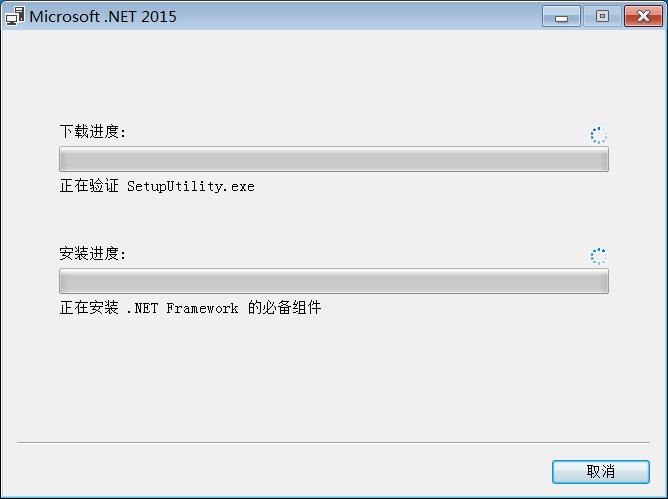 Microsoft .NET 2015
下载进度:
正在验证 SetupUtility.exe
安装进度:
正在安装 .NET Framework 的必备组件
取消